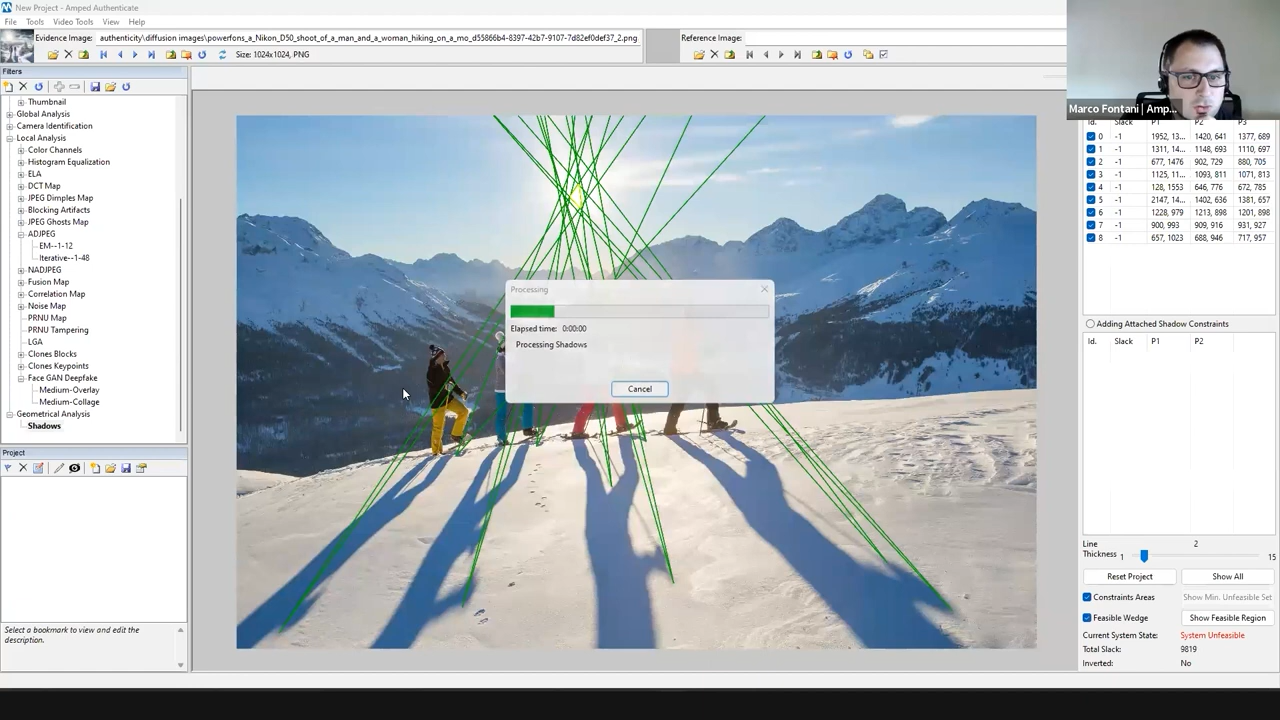 New Project - Amped Authenticate
File Tools Video Tools View Help
Evidence Image: authenticity\diffusion images\powerfons_a_Nikon_D50_shoot_of_a_man_and_a_woman_hiking_on_a_mo_d55866b4-8397-42b7-9107-7d82ef0def37_2.png
Reference Image:
Size: 1024x1024, PNG
Marco Fontani | Amp...
Filters
Thumbnail
Global Analysis
Camera Identification
Local Analysis
Color Channels
Histogram Equalization
ELA
DCT Map
JPEG Dimples Map
Blocking Artifacts
JPEG Ghosts Map
ADJPEG
EM--1-12
Iterative--1-48
NADJPEG
Fusion Map
Correlation Map
Noise Map
PRNU Map
PRNU Tampering
LGA
Clones Blocks
Clones Keypoints
Face GAN Deepfake
Medium-Overlay
Medium-Collage
Geometrical Analysis
Shadows
Project
Select a bookmark to view and edit the
description.
Processing
Elapsed time: 0:00:00
Processing Shadows
Cancel
Id. Slack P1 P2 P3
0 -1 1952, 13... 1420, 641 1377, 689
1 -1 1311, 14... 1148, 693 1110, 697
2 -1 677, 1476 902, 729 880, 705
3 -1 1125, 11... 1093, 811 1071, 813
4 -1 128, 1553 646, 776 672, 785
5 -1 2147, 14... 1402, 656 1381, 657
6 -1 1228, 979 1213, 898 1201, 898
7 -1 900, 993 909, 916 931, 927
8 -1 657, 1023 688, 946 717, 957
Adding Attached Shadow Constraints
Id. Slack P1 P2
Line
Thickness 1 2 15
Reset Project Show All
Constraints Areas Show Min. Unfeasible Set
Feasible Wedge Show Feasible Region
Current System State: System Unfeasible
Total Slack: 9819
Inverted: No